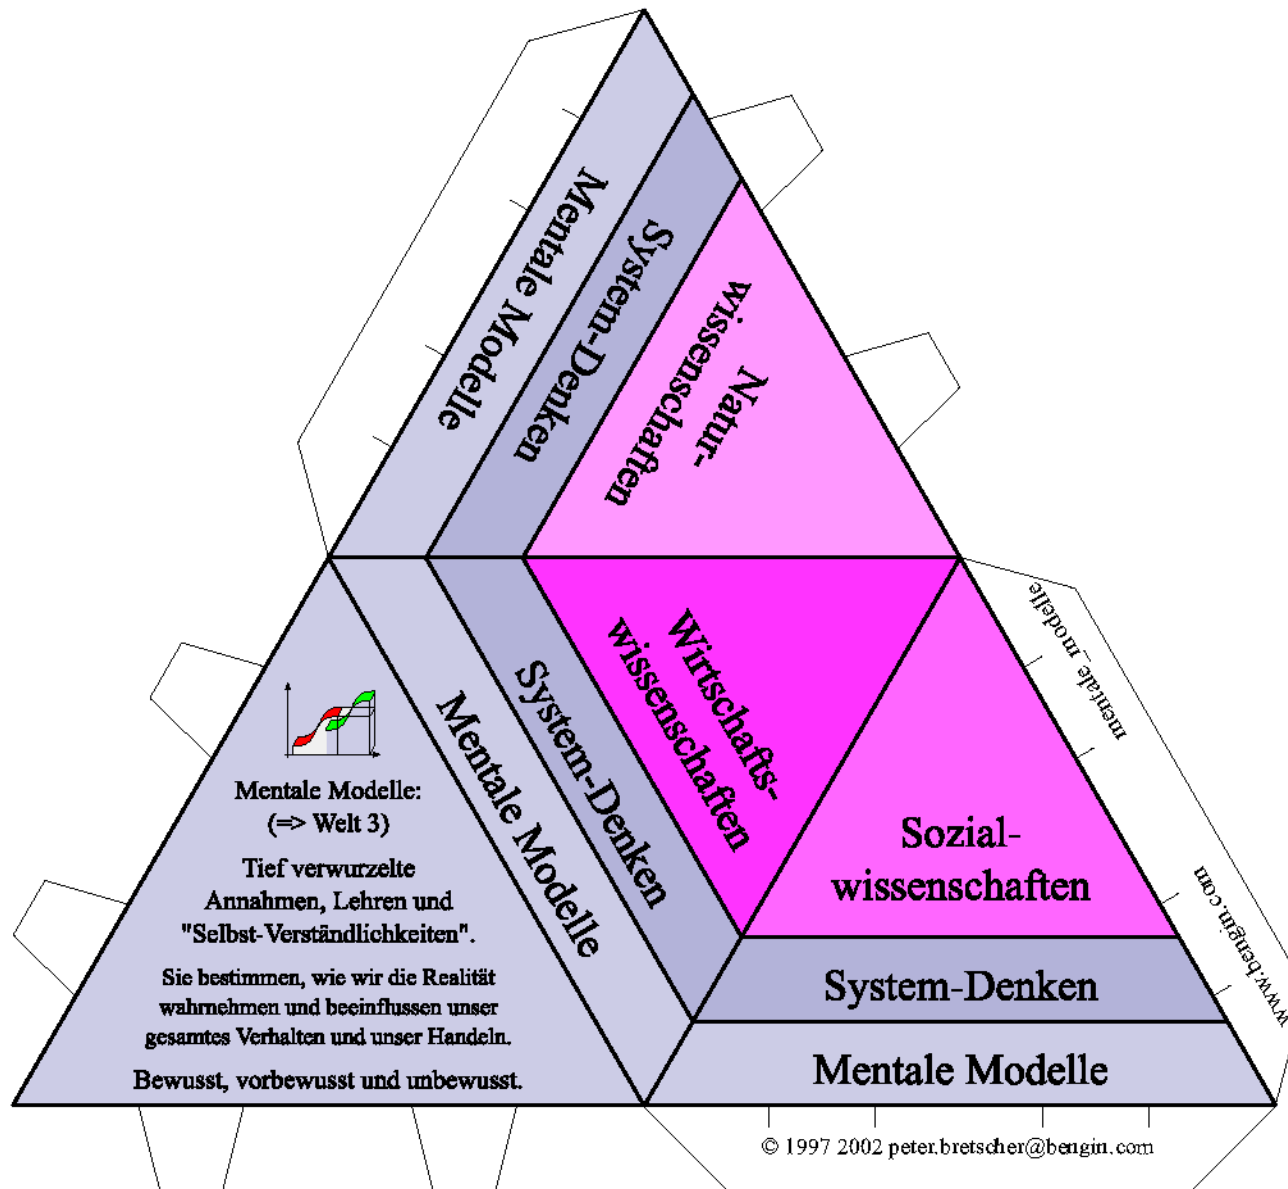 Mentale Modelle
System-Denken
Natur-
wissenschaften
Wirtschafts-
wissenschaften
System-Denken
Mentale Modelle
Sozial-
wissenschaften
System-Denken
Mentale Modelle
Mentale Modelle:
(=> Welt 3)
Tief verwurzelte
Annahmen, Lehren und
"Selbst-Verständlichkeiten".
Sie bestimmen, wie wir die Realität
wahrnehmen und beeinflussen unser
gesamtes Verhalten und unser Handeln.
Bewusst, vorbewusst und unbewusst.
mentale_modelle
www.bengin.com
© 1997 2002 peter.bretscher@bengin.com